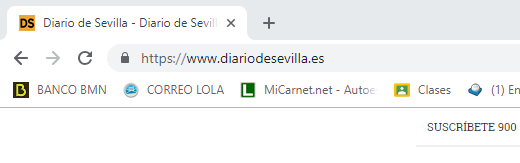 DS Diario de Sevilla - Diario de Sev
https://www.diariodesevilla.es
B BANCO BMN CORREO LOLA L MiCarnet.net - Autoe Clases (1) En
SUSCRÍBETE 900